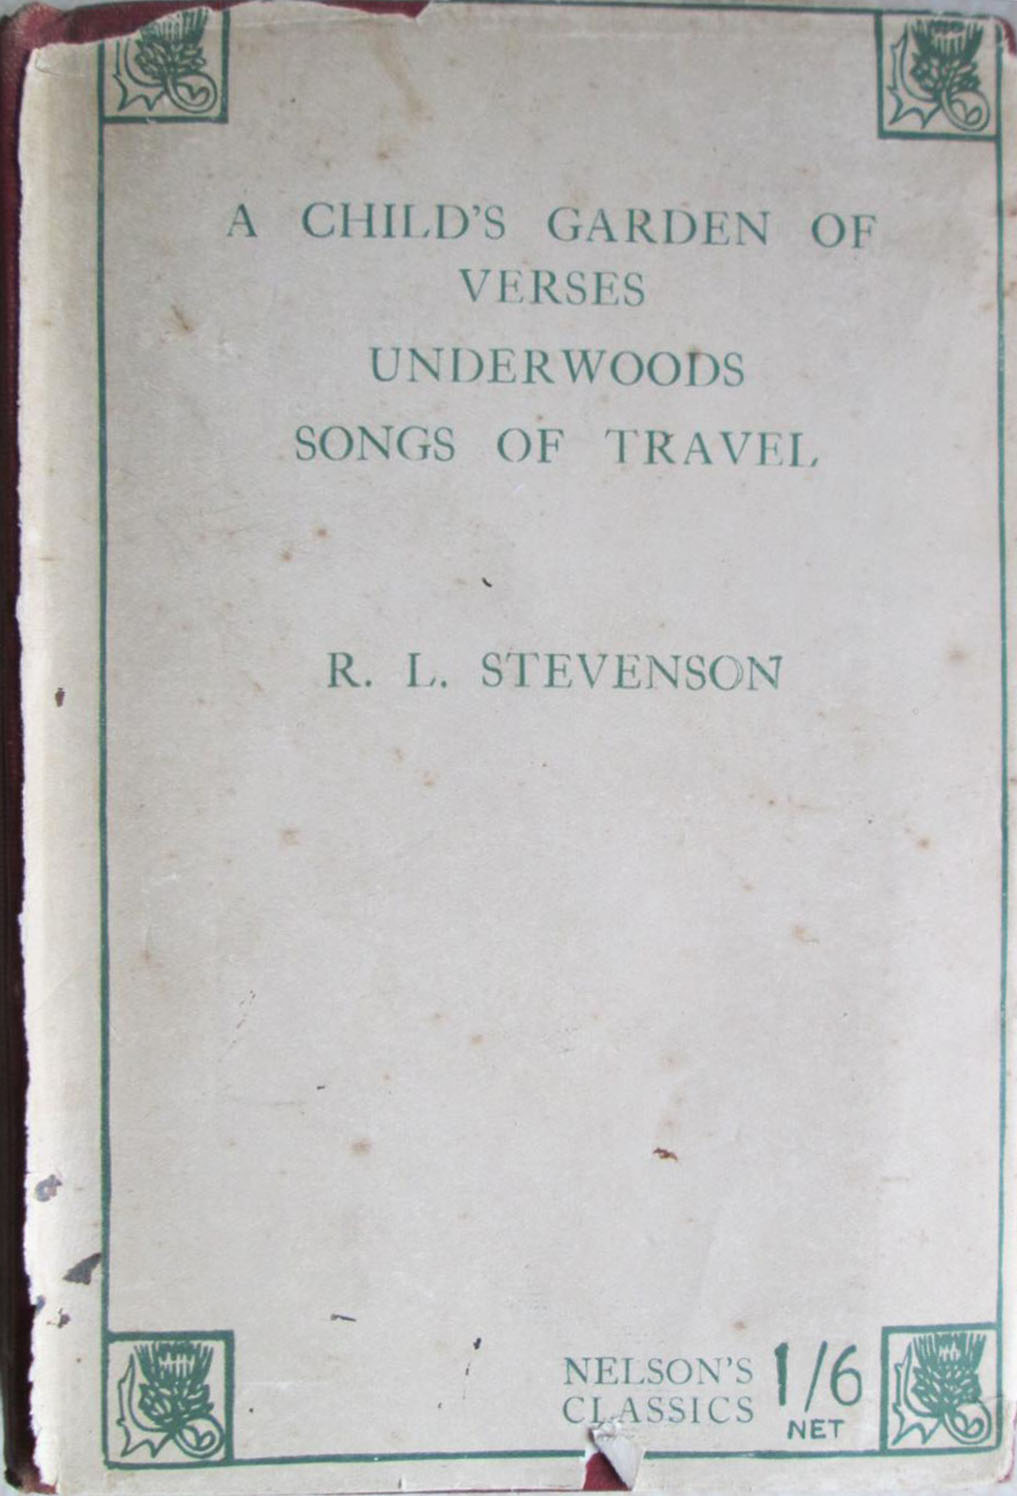 A CHILD'S GARDEN OF
VERSES
UNDERWOODS
SONGS OF TRAVEL
R. L. STEVENSON
NELSON'S
CLASSICS
1/6
NET